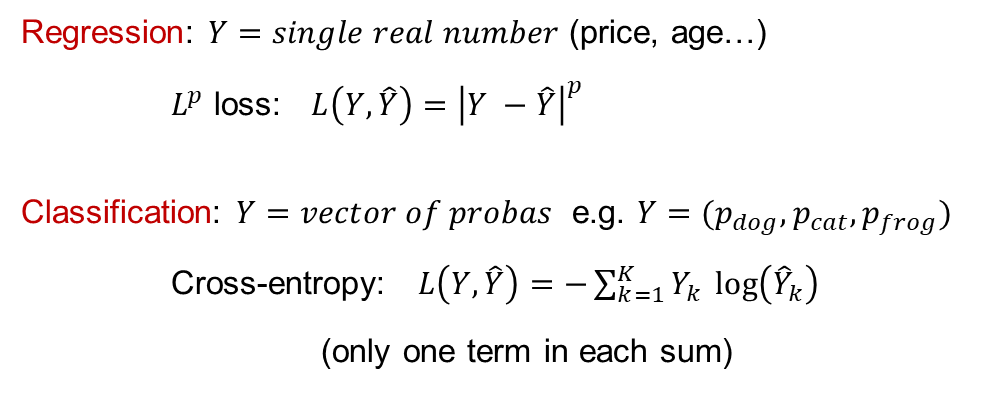 Regression: Y = single real number (price, age…)
Lᵖ loss: L(Y, Ŷ) = |Y − Ŷ|ᵖ
Classification: Y = vector of probas e.g. Y = (p_dog, p_cat, p_frog)
Cross-entropy: L(Y, Ŷ) = −∑_{k=1}^{K} Y_k log(Ŷ_k)
(only one term in each sum)